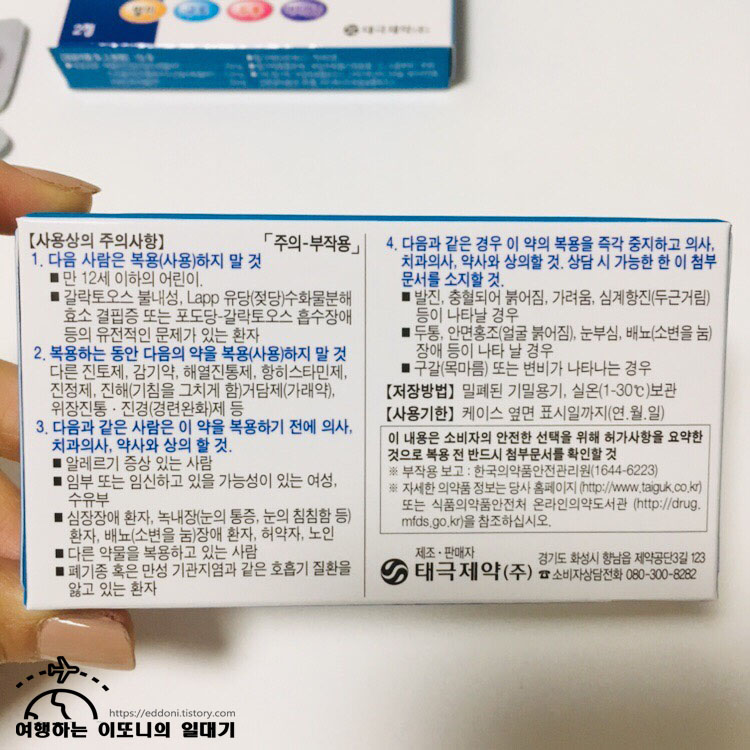 2정
태극제약(주)
【사용상의 주의사항】 「주의-부작용」
1. 다음 사람은 복용(사용)하지 말 것
■ 만 12세 이하의 어린이.
■ 갈락토오스 불내성, Lapp 유당(젖당)수화물분해
효소 결핍증 또는 포도당-갈락토오스 흡수장애
등의 유전적인 문제가 있는 환자
2. 복용하는 동안 다음의 약을 복용(사용)하지 말 것
다른 진토제, 감기약, 해열진통제, 항히스타민제,
진정제, 진해(기침을 그치게 함)거담제(가래약),
위장진통·진경(경련완화)제 등
3. 다음과 같은 사람은 이 약을 복용하기 전에 의사,
치과의사, 약사와 상의 할 것.
■ 알레르기 증상 있는 사람
■ 임부 또는 임신하고 있을 가능성이 있는 여성,
수유부
■ 심장장애 환자, 녹내장(눈의 통증, 눈의 침침함 등)
환자, 배뇨(소변을 눔)장애 환자, 허약자, 노인
■ 다른 약물을 복용하고 있는 사람
■ 폐기종 혹은 만성 기관지염과 같은 호흡기 질환을
앓고 있는 환자
4. 다음과 같은 경우 이 약의 복용을 즉각 중지하고 의사,
치과의사, 약사와 상의할 것. 상담 시 가능한 한 이 첨부
문서를 소지할 것.
■ 발진, 충혈되어 붉어짐, 가려움, 심계항진(두근거림)
등이 나타날 경우
■ 두통, 안면홍조(얼굴 붉어짐), 눈부심, 배뇨(소변을 눔)
장애 등이 나타 날 경우
■ 구갈(목마름) 또는 변비가 나타나는 경우
【저장방법】 밀폐된 기밀용기, 실온(1-30℃)보관
【사용기한】 케이스 옆면 표시일까지(연.월.일)
이 내용은 소비자의 안전한 선택을 위해 허가사항을 요약한
것으로 복용 전 반드시 첨부문서를 확인할 것
※ 부작용 보고 : 한국의약품안전관리원(1644-6223)
※ 자세한 의약품 정보는 당사 홈페이지 (http://www.taiguk.co.kr)
또는 식품의약품안전처 온라인의약도서관 (http://drug.
mfds.go.kr)을 참조하십시오.
제조·판매자
태극제약(주)
경기도 화성시 향남읍 제약공단3길 123
☎소비자상담전화 080-300-8282
https://eddoni.tistory.com
여행하는 이또니의 일대기